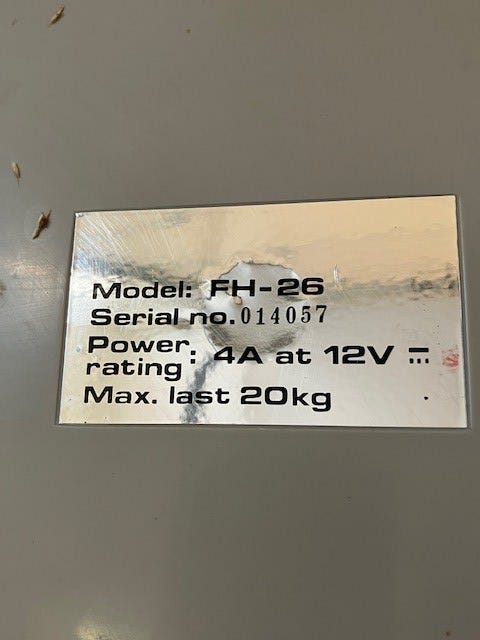 Model: FH-26
Serial no. 014057
Power rating: 4A at 12V ⎓
Max. last 20kg